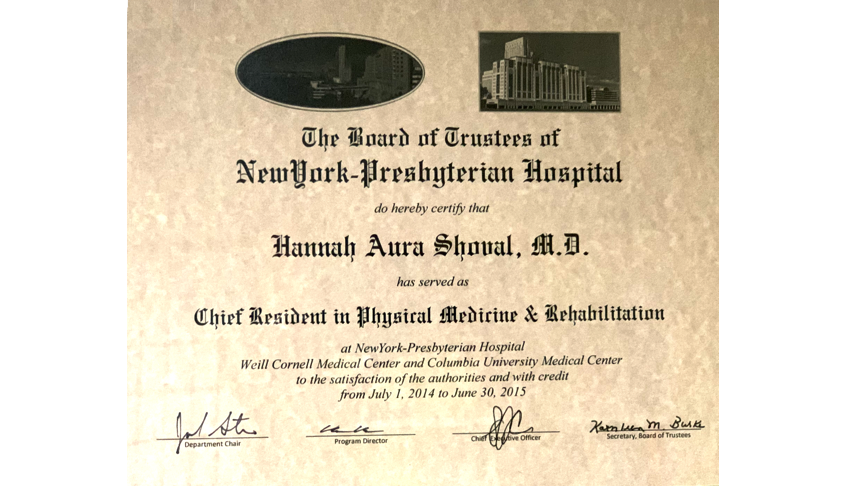 The Board of Trustees of
NewYork-Presbyterian Hospital
do hereby certify that
Hannah Aura Shoval, M.D.
has served as
Chief Resident in Physical Medicine & Rehabilitation
at NewYork-Presbyterian Hospital
Weill Cornell Medical Center and Columbia University Medical Center
to the satisfaction of the authorities and with credit
from July 1, 2014 to June 30, 2015
Kathleen M. Burke
Department Chair
Program Director
Chief Executive Officer
Secretary, Board of Trustees